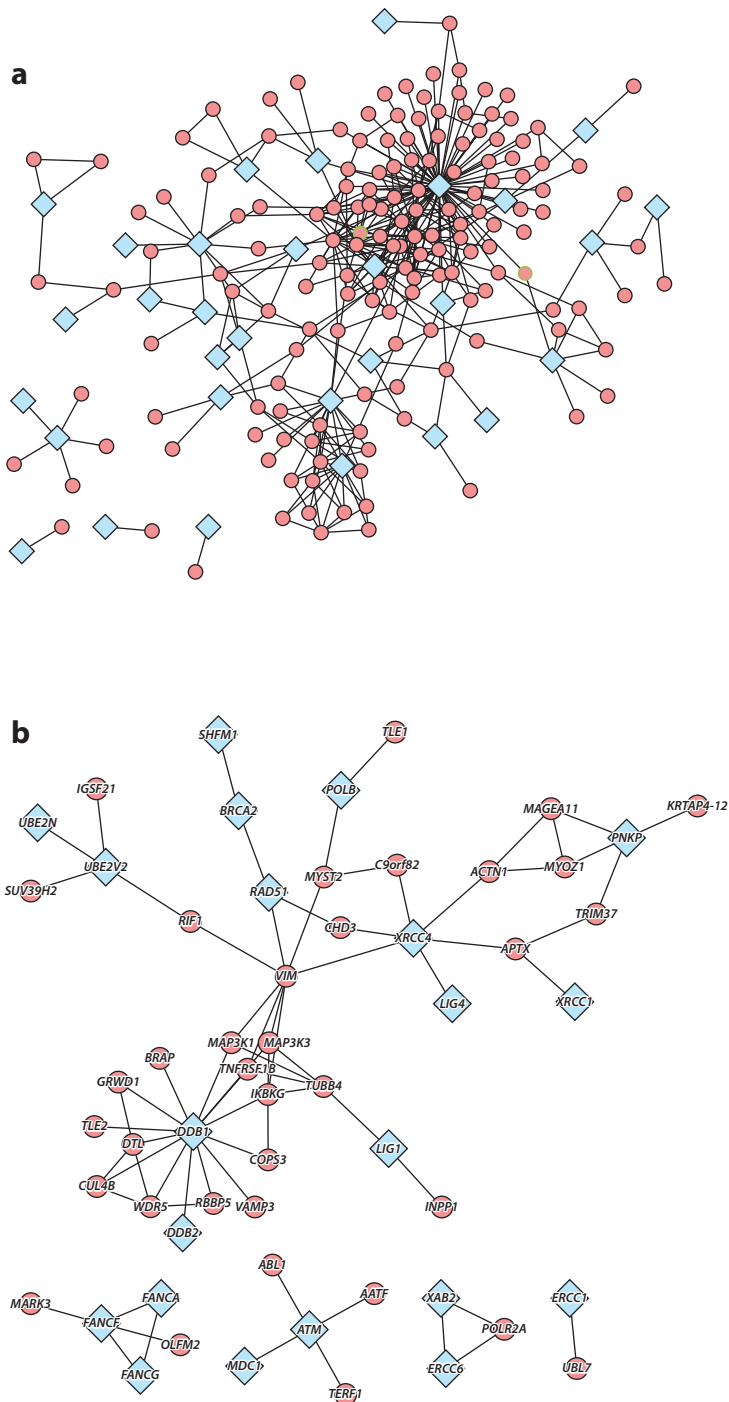 a
b
SHFM1
TLE1
IGSF21
POLB
BRCA2
UBE2N
MAGEA11
KRTAP4-12
PNKP
UBE2V2
C9orf82
ACTN1
MYOZ1
SUV39H2
RAD51
MYST2
RIF1
CHD3
XRCC4
TRIM37
APTX
VIM
LIG4
XRCC1
MAP3K1
MAP3K3
BRAP
TNFRSF1B
GRWD1
IKBKG
TUBB4
TLE2
DDB1
DTL
LIG1
COPS3
CUL4B
WDR5
RBBP5
VAMP3
INPP1
DDB2
ABL1
MARK3
FANCA
AATF
XAB2
ERCC1
FANCF
ATM
POLR2A
OLFM2
MDC1
FANCG
ERCC6
UBL7
TERF1